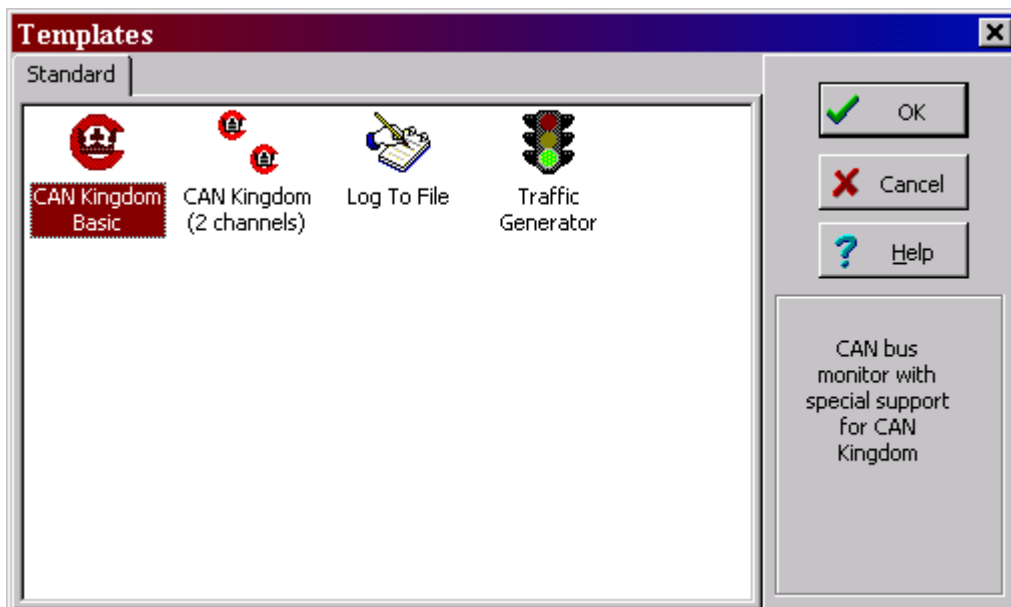 Templates
Standard
CAN Kingdom
Basic
CAN Kingdom
(2 channels)
Log To File
Traffic
Generator
OK
Cancel
Help
CAN bus
monitor with
special support
for CAN
Kingdom